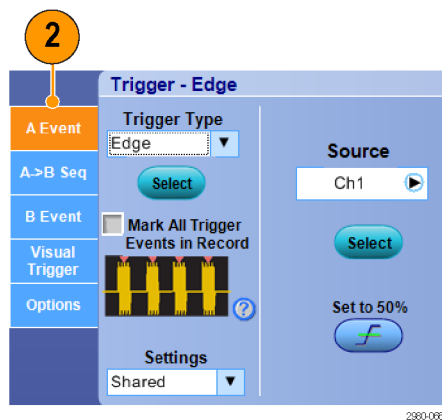 2
Trigger - Edge
A Event
A->B Seq
B Event
Visual
Trigger
Options
Trigger Type
Edge
Select
Mark All Trigger
Events in Record
?
Settings
Shared
Source
Ch1
Select
Set to 50%
2980-066